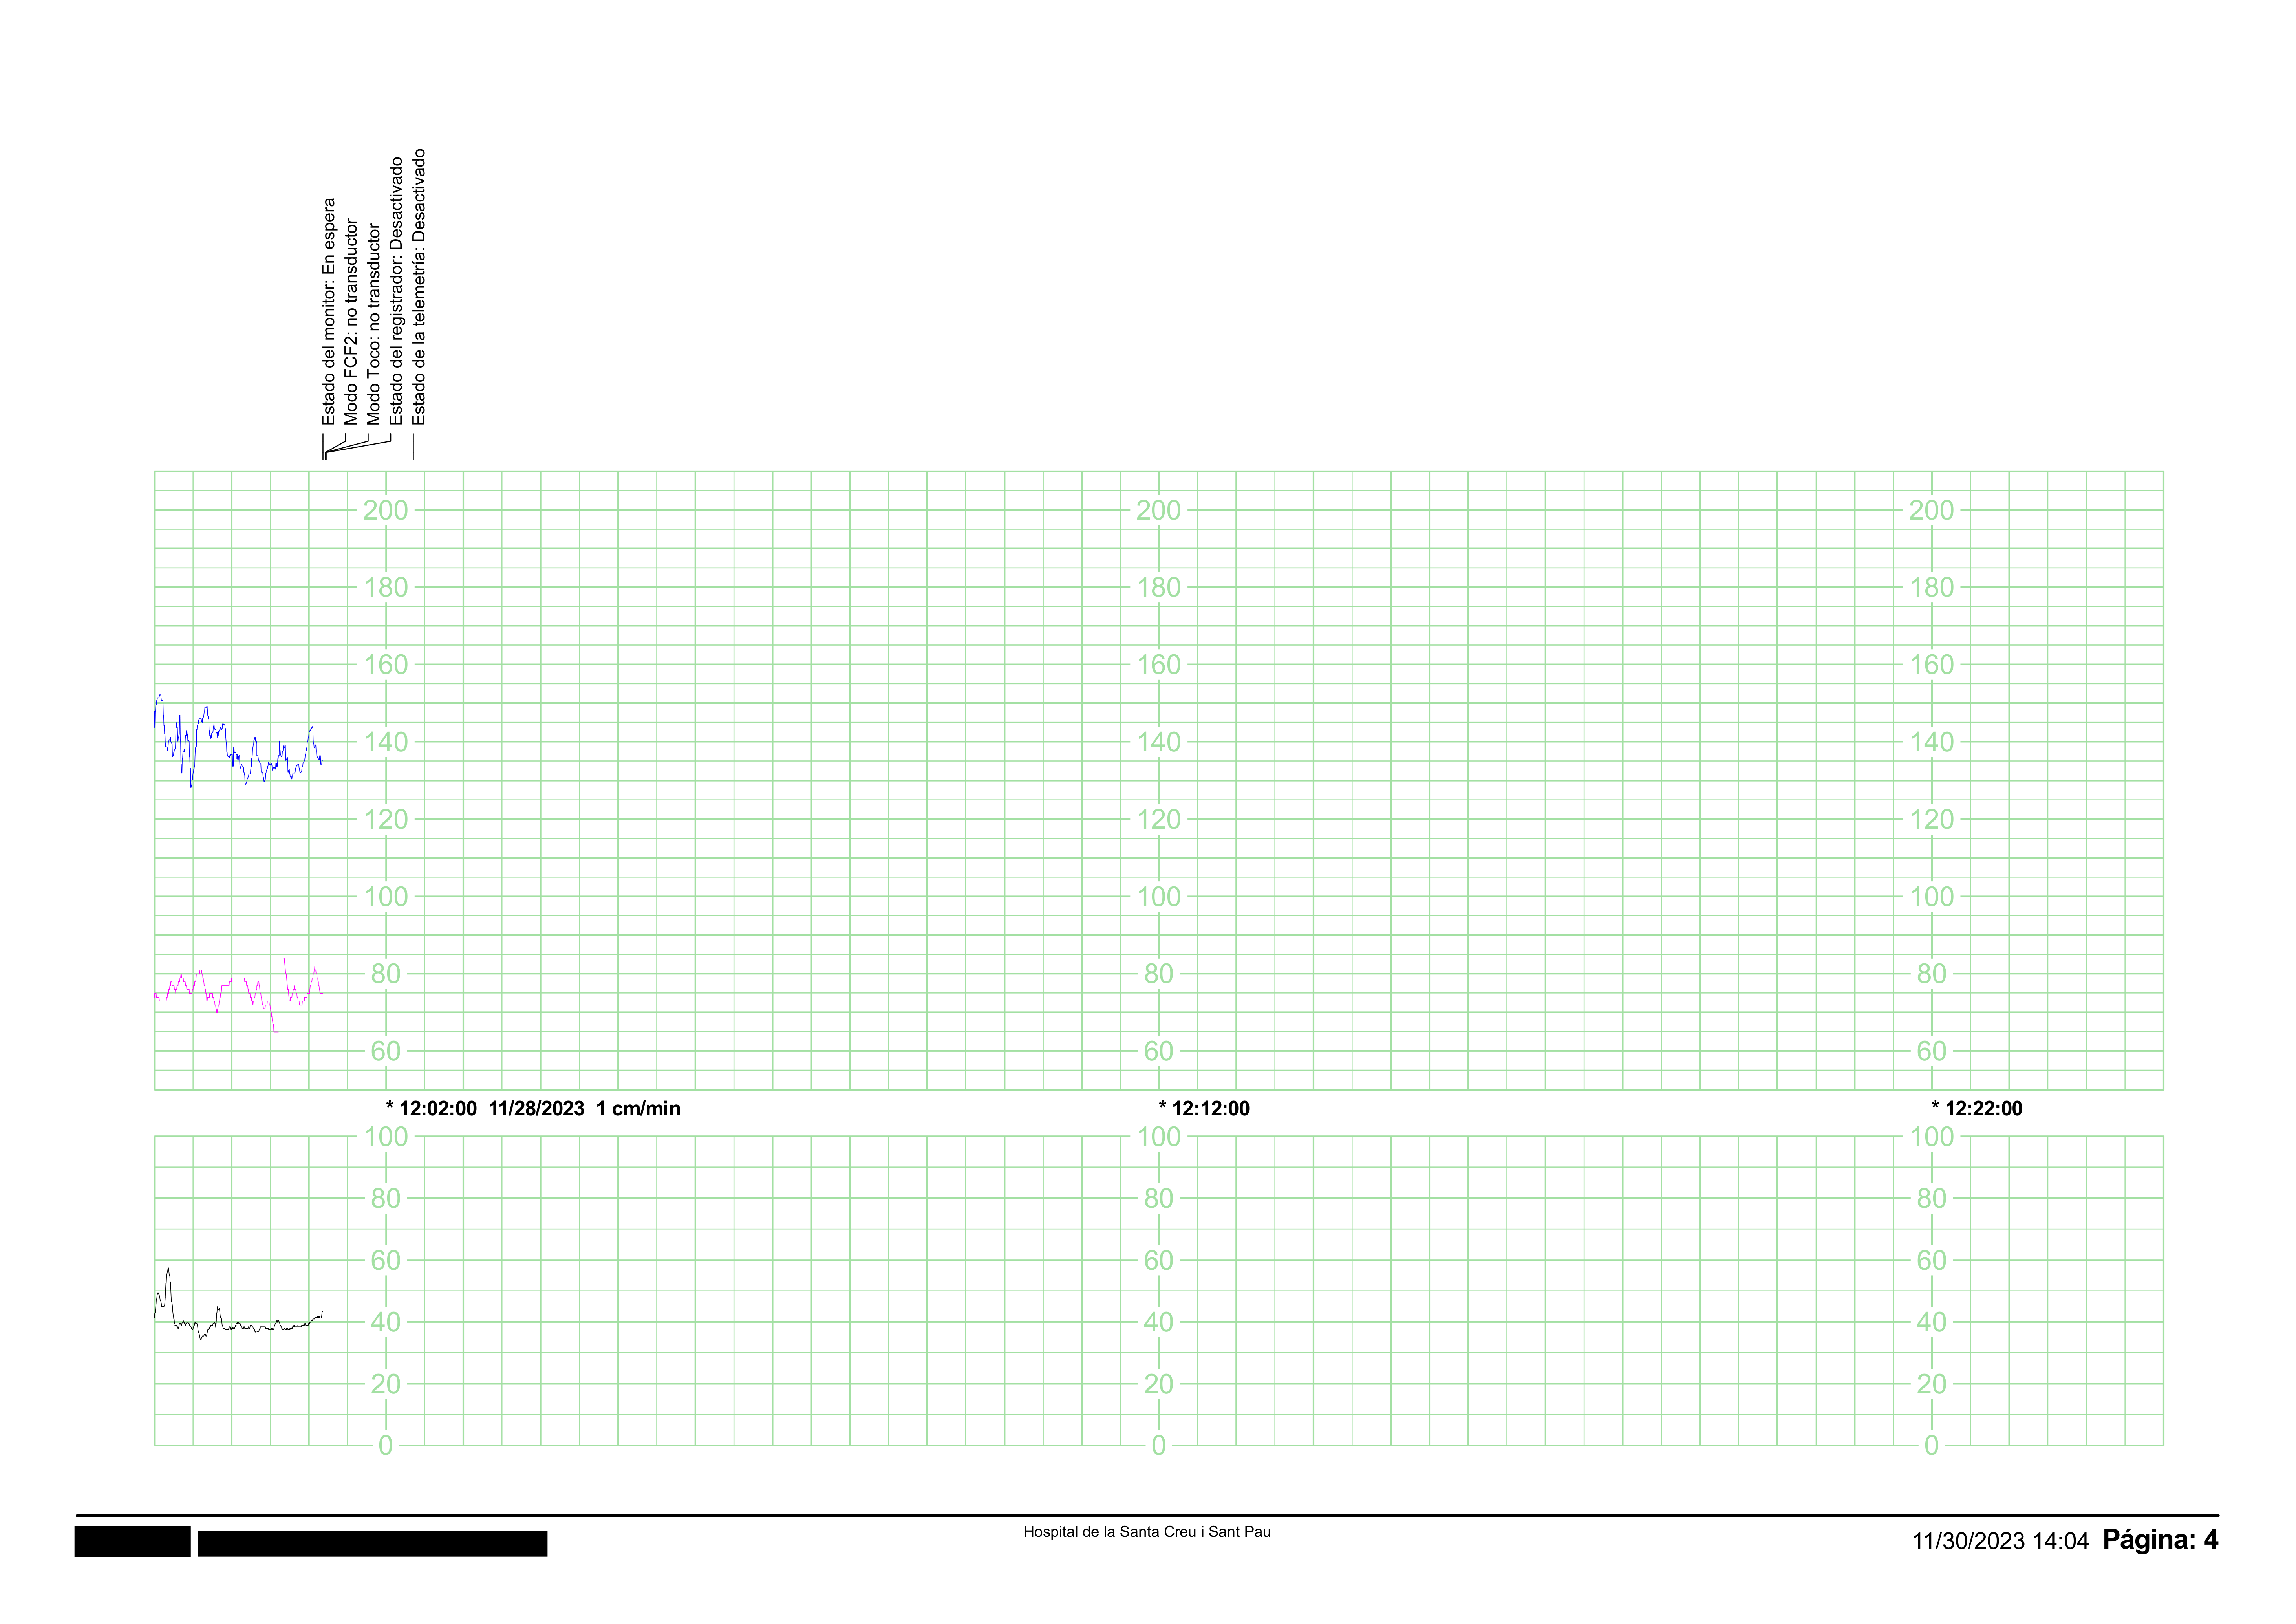 Estado del monitor: En espera
Modo FCF2: no transductor
Modo Toco: no transductor
Estado del registrador: Desactivado
Estado de la telemetría: Desactivado
200 200 200
180 180 180
160 160 160
140 140 140
120 120 120
100 100 100
80 80 80
60 60 60
* 12:02:00 11/28/2023 1 cm/min * 12:12:00 * 12:22:00
100 100 100
80 80 80
60 60 60
40 40 40
20 20 20
0 0 0
Hospital de la Santa Creu i Sant Pau
11/30/2023 14:04 Página: 4